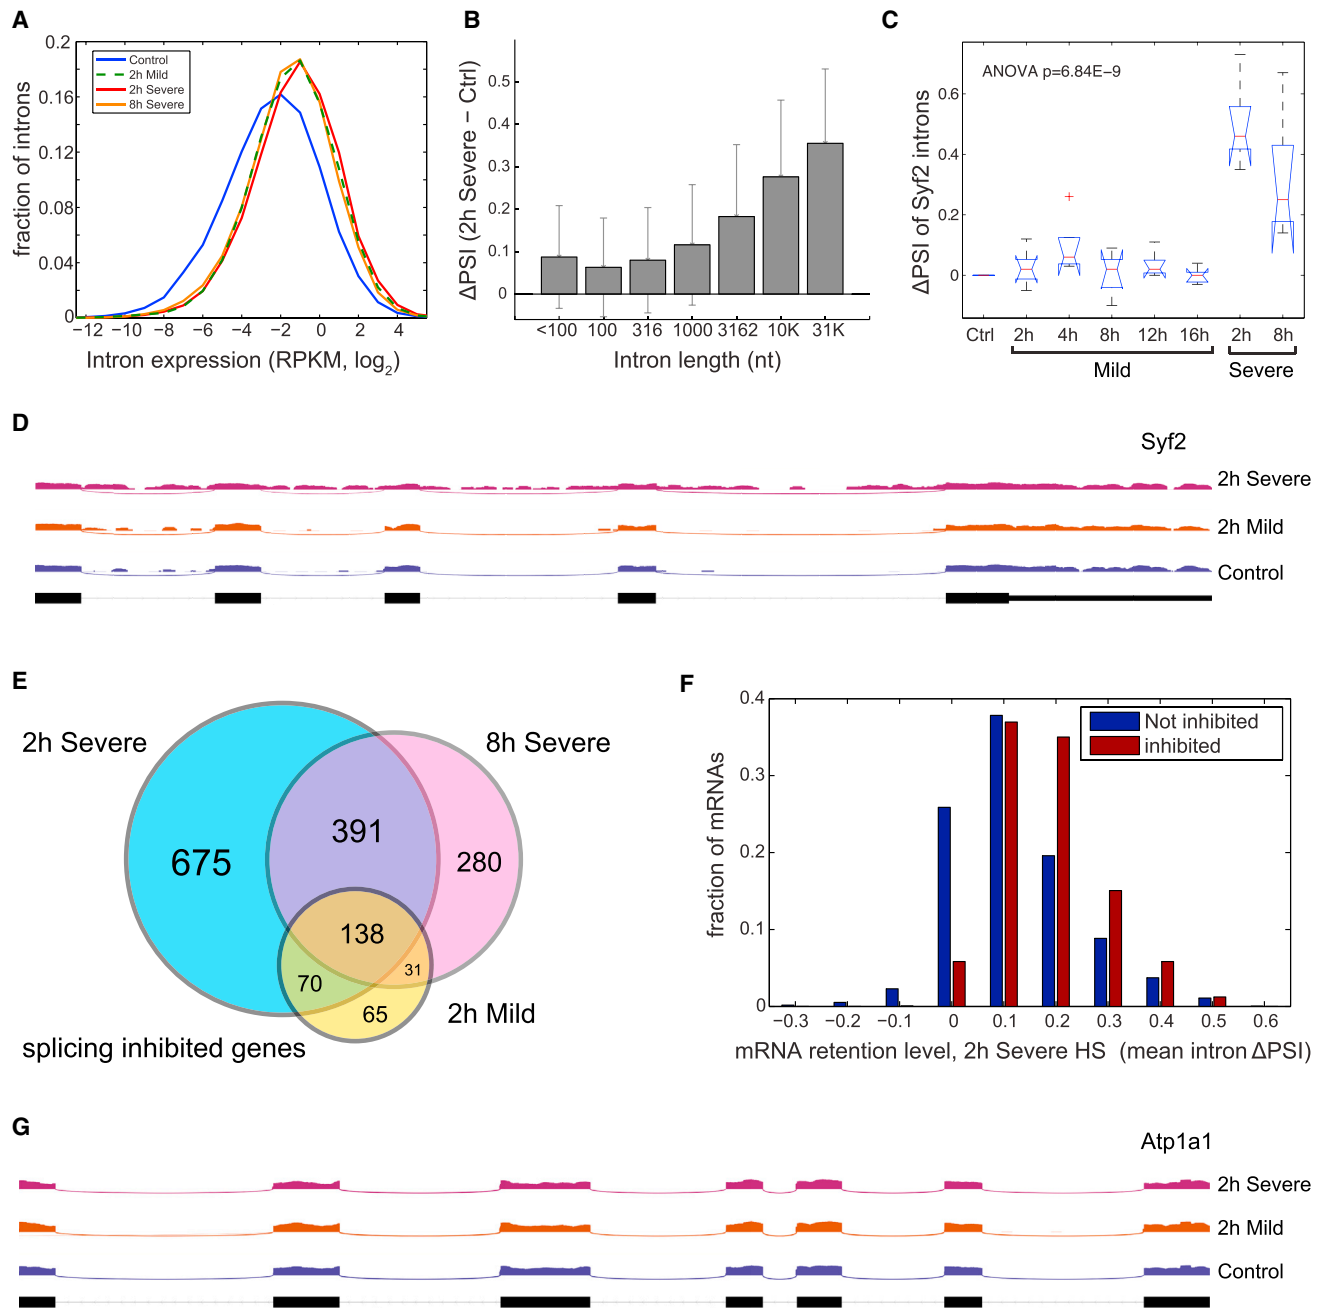 A
0.2
0.16
0.12
0.08
0.04
0
fraction of introns
Control
2h Mild
2h Severe
8h Severe
−12 −10 −8 −6 −4 −2 0 2 4
Intron expression (RPKM, log2)
B
0.5
0.4
0.3
0.2
0.1
0
ΔPSI (2h Severe − Ctrl)
<100 100 316 1000 3162 10K 31K
Intron length (nt)
C
ANOVA p=6.84E−9
0.6
0.4
0.2
0
ΔPSI of Syf2 introns
Ctrl 2h 4h 8h 12h 16h 2h 8h
Mild Severe
D
Syf2
2h Severe
2h Mild
Control
E
2h Severe
8h Severe
675
391
280
138
70
31
65
2h Mild
splicing inhibited genes
F
0.4
0.3
0.2
0.1
0
fraction of mRNAs
Not inhibited
inhibited
−0.3 −0.2 −0.1 0 0.1 0.2 0.3 0.4 0.5 0.6
mRNA retention level, 2h Severe HS (mean intron ΔPSI)
G
Atp1a1
2h Severe
2h Mild
Control